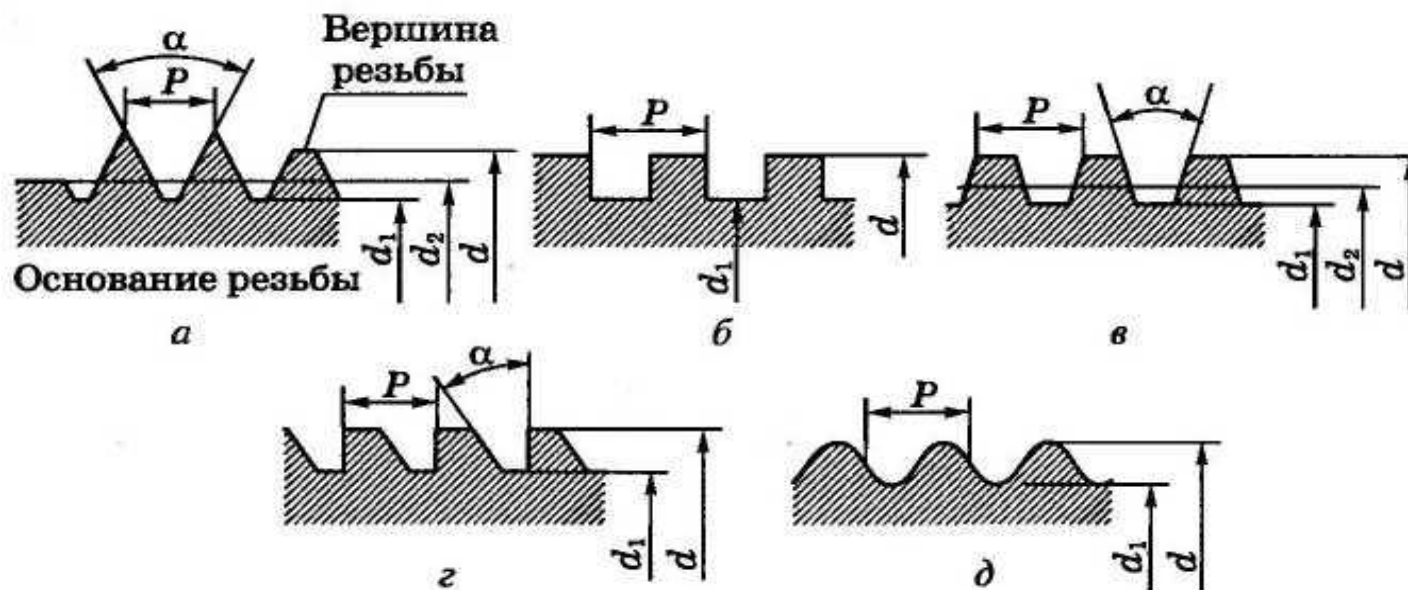 α
P
Вершина
резьбы
d₁
d₂
d
Основание резьбы
а
P
d₁
d
б
P
α
d₁
d₂
d
в
P
α
d₁
d
г
P
d₁
d
д